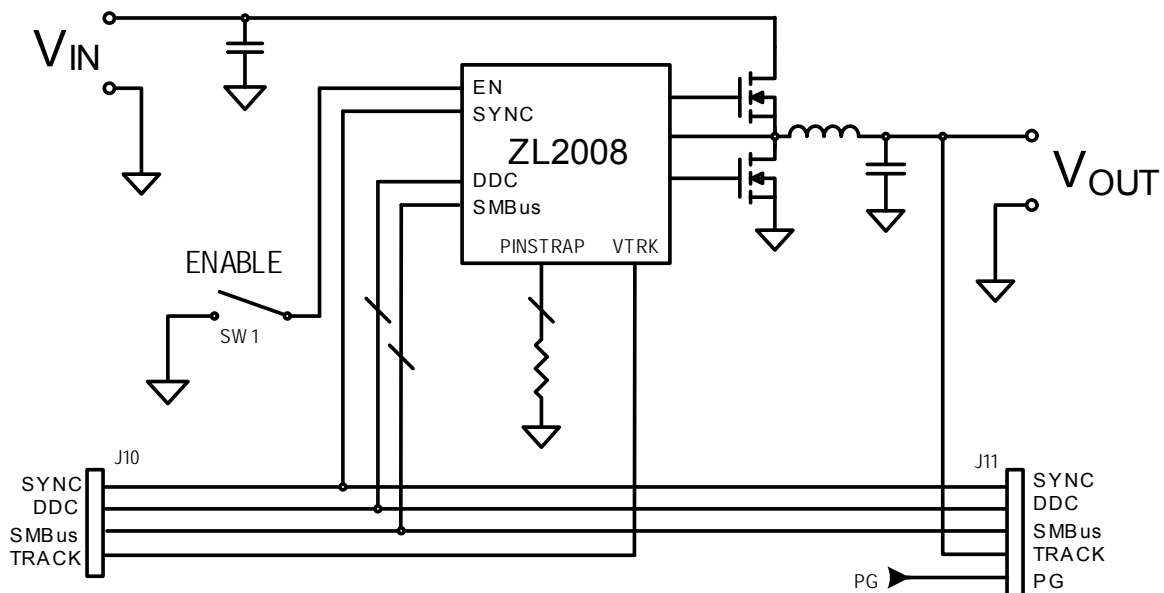 VIN
EN
SYNC
ZL2008
DDC
SMBus
PINSTRAP VTRK
VOUT
ENABLE
SW1
J10
SYNC
DDC
SMBus
TRACK
J11
SYNC
DDC
SMBus
TRACK
PG
PG